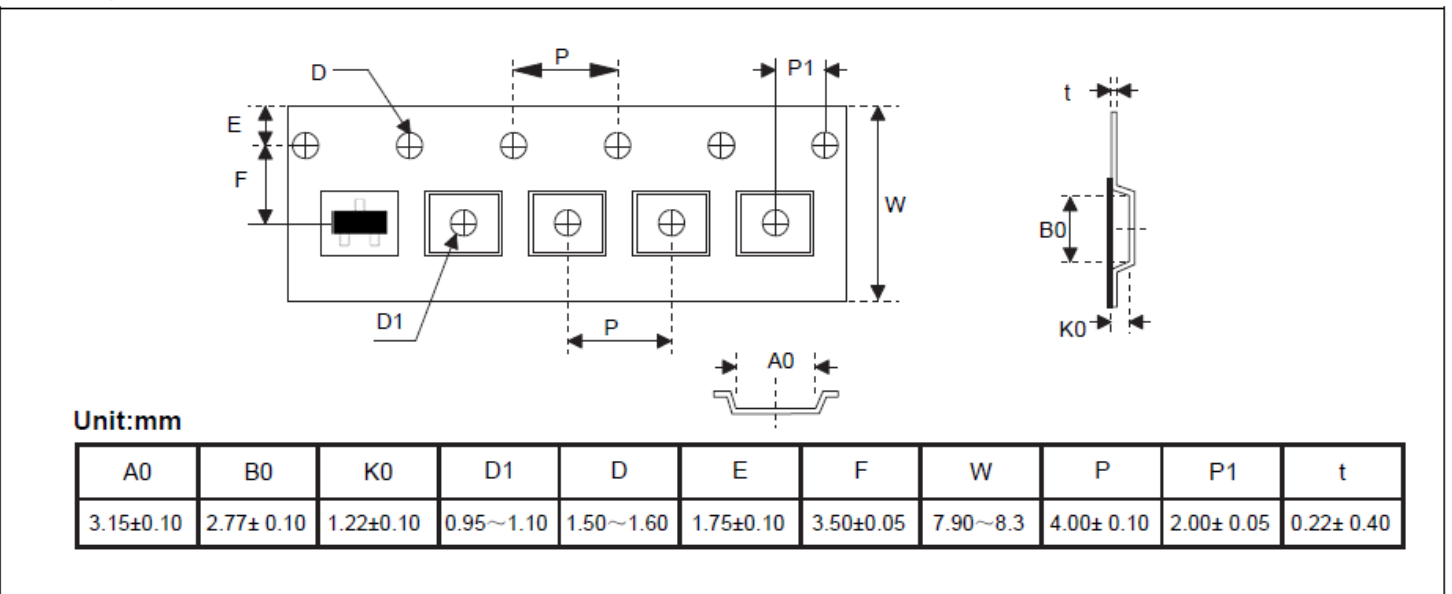 P
D
P1
t
E
F
W
B0
D1
P
K0
A0
Unit:mm
A0 B0 K0 D1 D E F W P P1 t
3.15±0.10 2.77± 0.10 1.22±0.10 0.95～1.10 1.50～1.60 1.75±0.10 3.50±0.05 7.90～8.3 4.00± 0.10 2.00± 0.05 0.22± 0.40